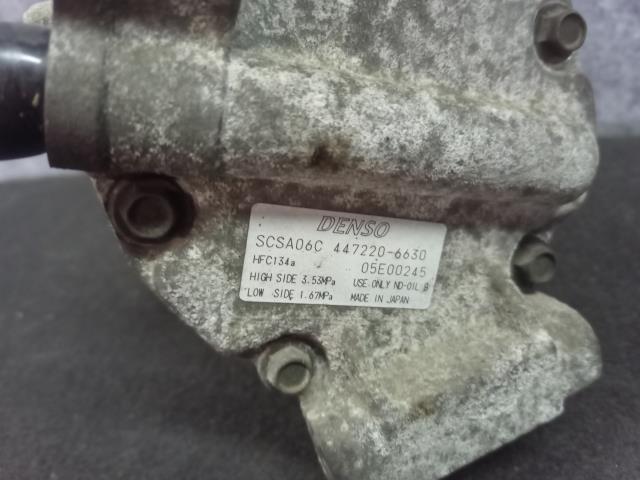 DENSO
SCSA06C 447220-6630
HFC134a 05E00245
HIGH SIDE 3.53MPa USE ONLY ND-OIL 8
LOW SIDE 1.67MPa MADE IN JAPAN